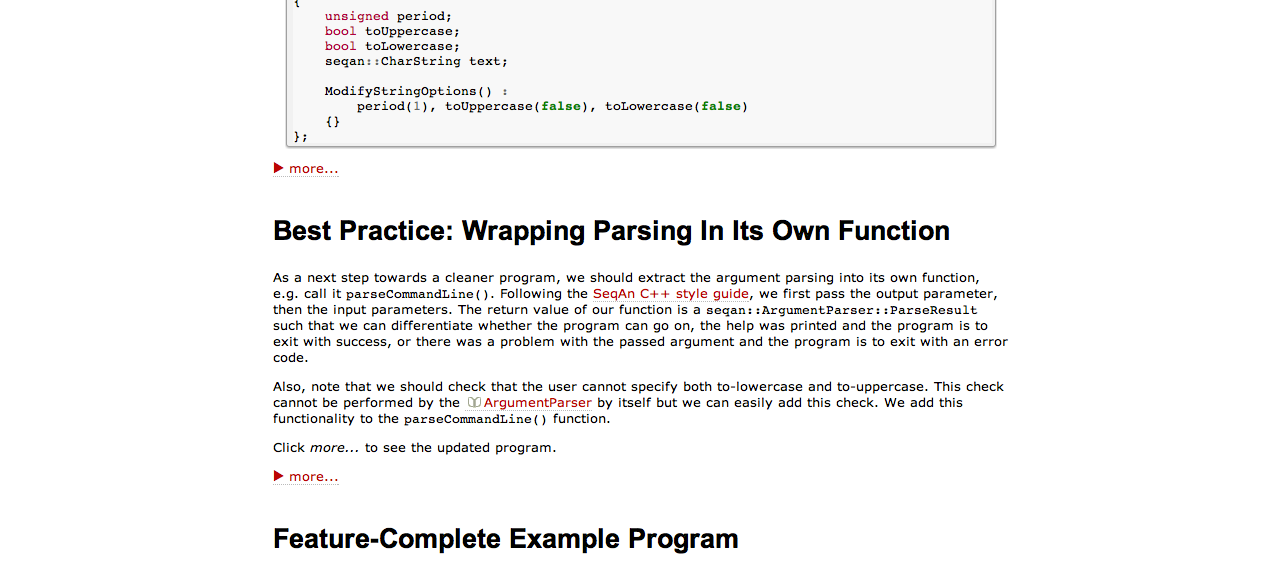 {
unsigned period;
bool toUppercase;
bool toLowercase;
seqan::CharString text;
ModifyStringOptions() :
period(1), toUppercase(false), toLowercase(false)
{}
};
▶ more...
Best Practice: Wrapping Parsing In Its Own Function
As a next step towards a cleaner program, we should extract the argument parsing into its own function,
e.g. call it parseCommandLine(). Following the SeqAn C++ style guide, we first pass the output parameter,
then the input parameters. The return value of our function is a seqan::ArgumentParser::ParseResult
such that we can differentiate whether the program can go on, the help was printed and the program is to
exit with success, or there was a problem with the passed argument and the program is to exit with an error
code.
Also, note that we should check that the user cannot specify both to-lowercase and to-uppercase. This check
cannot be performed by the ArgumentParser by itself but we can easily add this check. We add this
functionality to the parseCommandLine() function.
Click more... to see the updated program.
▶ more...
Feature-Complete Example Program